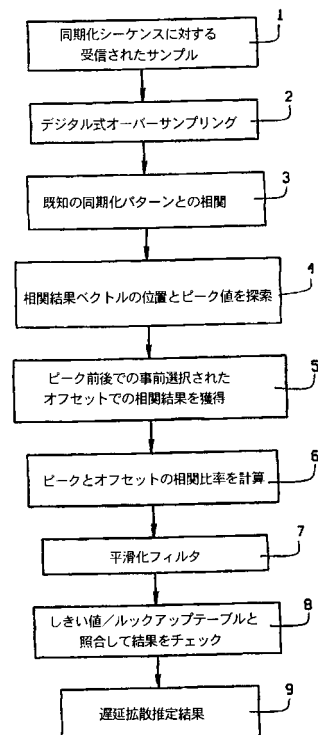 1
同期化シーケンスに対する
受信されたサンプル
2
デジタル式オーバーサンプリング
3
既知の同期化パターンとの相関
4
相関結果ベクトルの位置とピーク値を探索
5
ピーク前後での事前選択された
オフセットでの相関結果を獲得
6
ピークとオフセットの相関比率を計算
7
平滑化フィルタ
8
しきい値/ルックアップテーブルと
照合して結果をチェック
9
遅延拡散推定結果